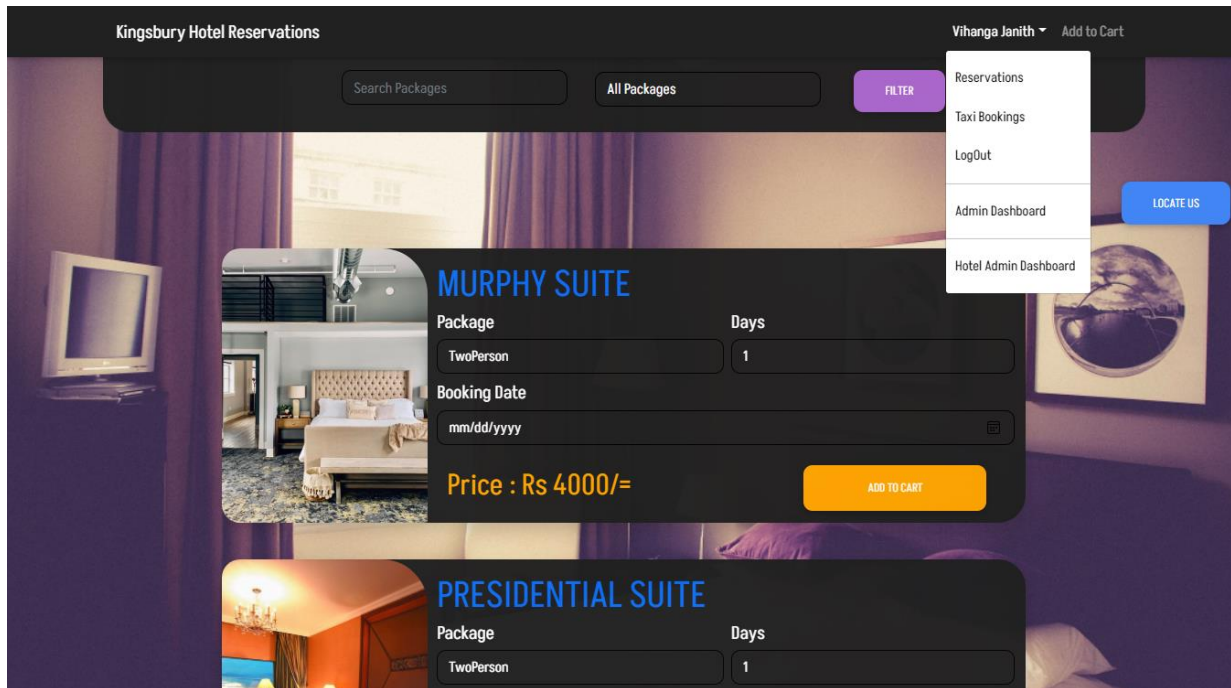 Kingsbury Hotel Reservations
Vihanga Janith Add to Cart
Search Packages All Packages FILTER
Reservations
Taxi Bookings
LogOut
Admin Dashboard
Hotel Admin Dashboard
LOCATE US
MURPHY SUITE
Package Days
TwoPerson 1
Booking Date
mm/dd/yyyy
Price : Rs 4000/= ADD TO CART
PRESIDENTIAL SUITE
Package Days
TwoPerson 1